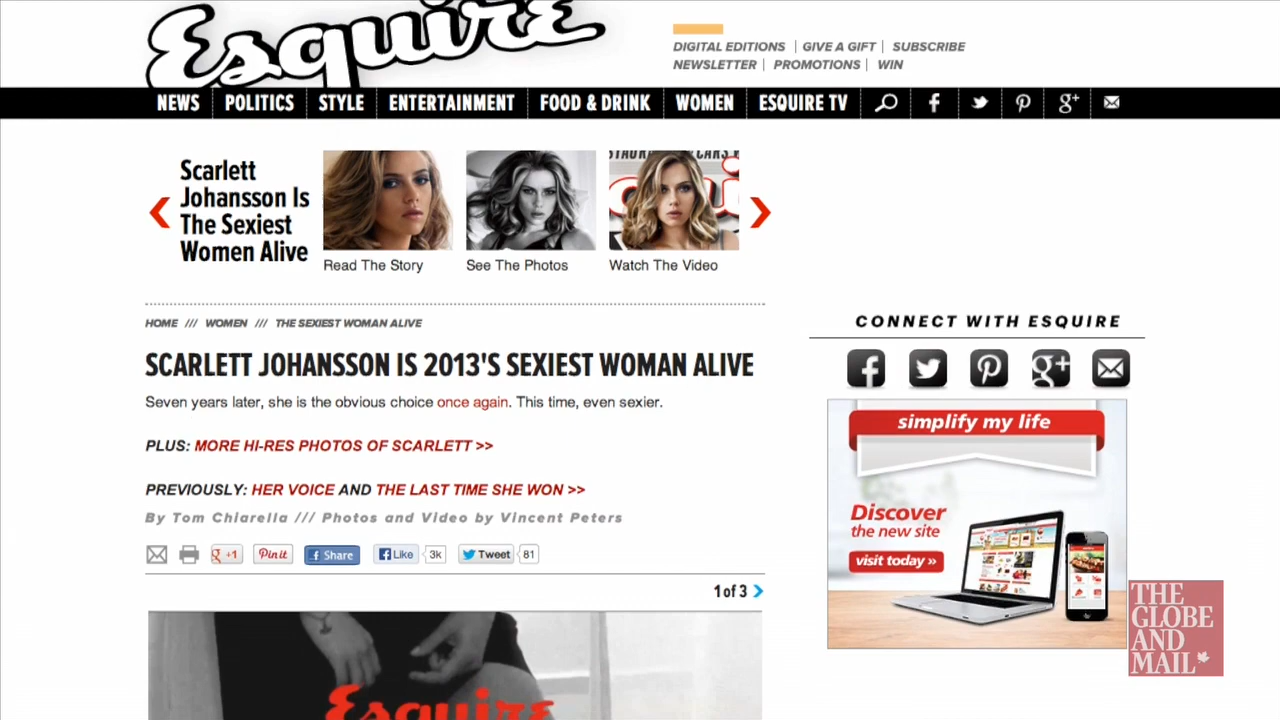 Esquire
DIGITAL EDITIONS | GIVE A GIFT | SUBSCRIBE
NEWSLETTER | PROMOTIONS | WIN
NEWS POLITICS STYLE ENTERTAINMENT FOOD & DRINK WOMEN ESQUIRE TV
Scarlett
Johansson Is
The Sexiest
Women Alive
Read The Story
See The Photos
Watch The Video
HOME /// WOMEN /// THE SEXIEST WOMAN ALIVE
SCARLETT JOHANSSON IS 2013'S SEXIEST WOMAN ALIVE
Seven years later, she is the obvious choice once again. This time, even sexier.
PLUS: MORE HI-RES PHOTOS OF SCARLETT >>
PREVIOUSLY: HER VOICE AND THE LAST TIME SHE WON >>
By Tom Chiarella /// Photos and Video by Vincent Peters
g +1 Pin it f Share Like 3k Tweet 81
1 of 3
Esquire
CONNECT WITH ESQUIRE
simplify my life
Discover
the new site
visit today »
THE
GLOBE
AND
MAIL